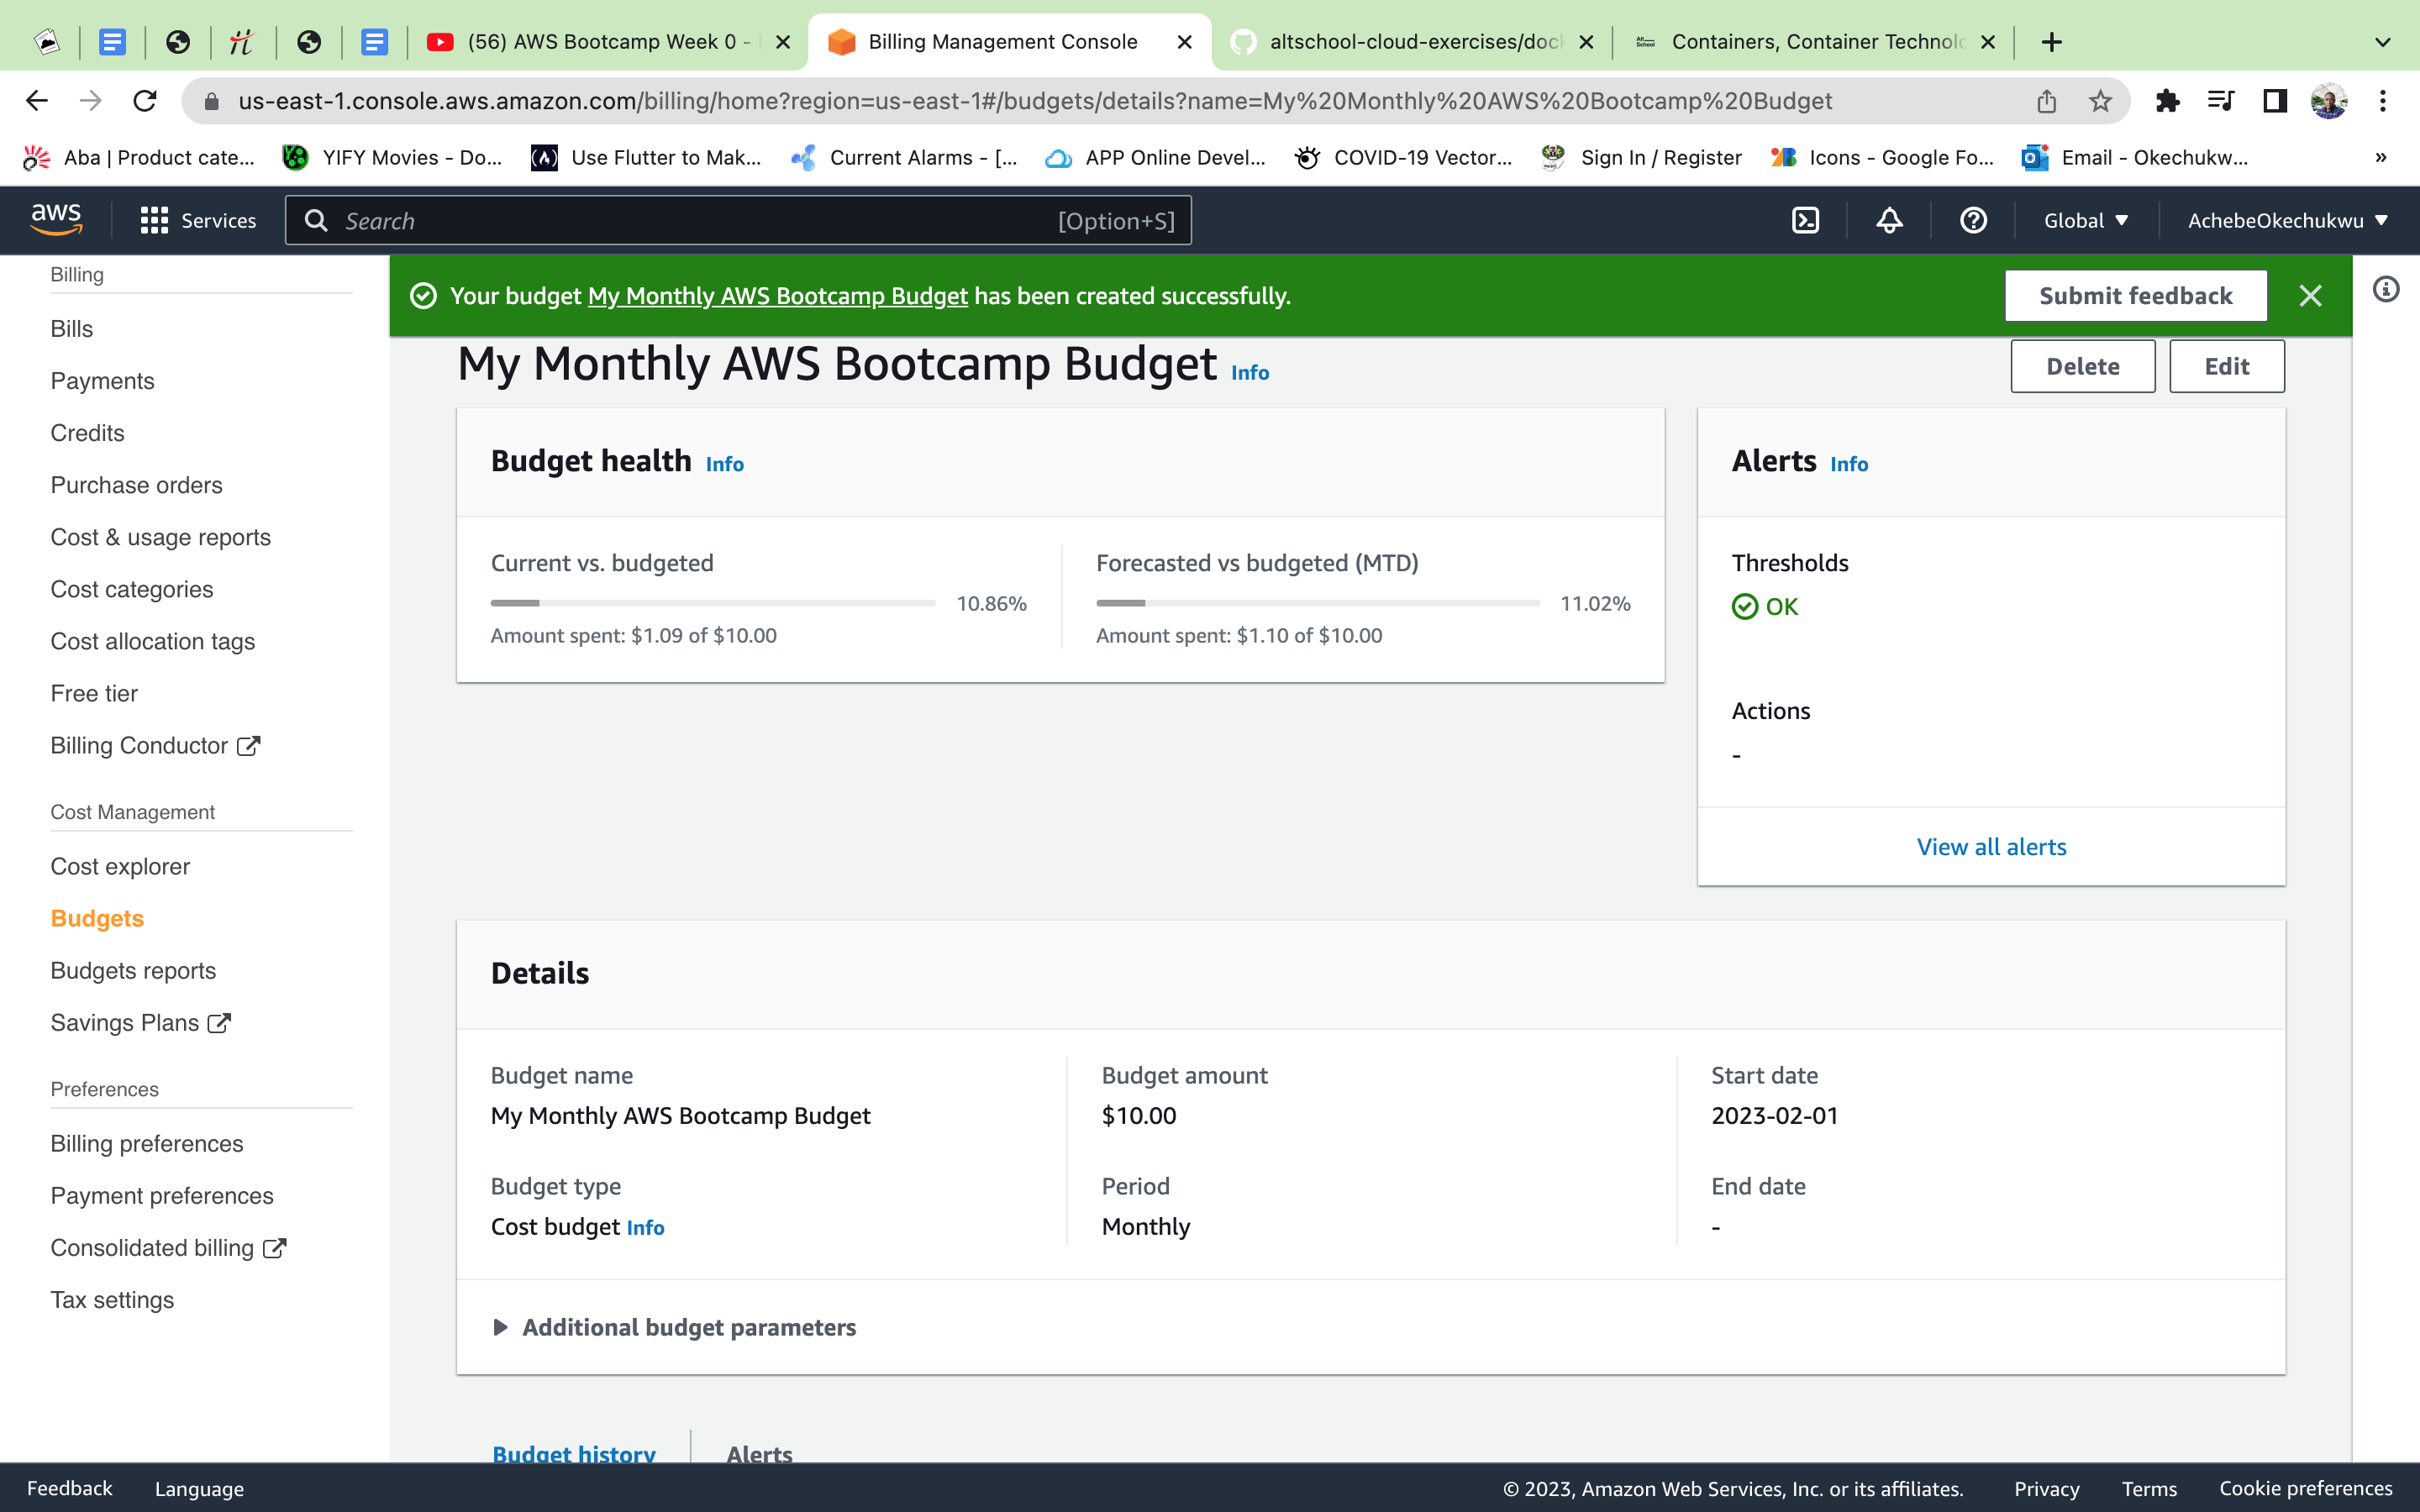 (56) AWS Bootcamp Week 0 -
Billing Management Console
altschool-cloud-exercises/doc
Containers, Container Technol
us-east-1.console.aws.amazon.com/billing/home?region=us-east-1#/budgets/details?name=My%20Monthly%20AWS%20Bootcamp%20Budget
Aba | Product cate...
YIFY Movies - Do...
Use Flutter to Mak...
Current Alarms - [...
APP Online Devel...
COVID-19 Vector...
Sign In / Register
Icons - Google Fo...
Email - Okechukw...
»
aws
Services
Search
[Option+S]
Global
AchebeOkechukwu
Billing
Bills
Payments
Credits
Purchase orders
Cost & usage reports
Cost categories
Cost allocation tags
Free tier
Billing Conductor
Cost Management
Cost explorer
Budgets
Budgets reports
Savings Plans
Preferences
Billing preferences
Payment preferences
Consolidated billing
Tax settings
Your budget My Monthly AWS Bootcamp Budget has been created successfully.
Submit feedback
My Monthly AWS Bootcamp Budget Info
Delete
Edit
Budget health Info
Current vs. budgeted
10.86%
Amount spent: $1.09 of $10.00
Forecasted vs budgeted (MTD)
11.02%
Amount spent: $1.10 of $10.00
Alerts Info
Thresholds
OK
Actions
-
View all alerts
Details
Budget name
My Monthly AWS Bootcamp Budget
Budget type
Cost budget Info
Budget amount
$10.00
Period
Monthly
Start date
2023-02-01
End date
-
Additional budget parameters
Budget history
Alerts
Feedback
Language
© 2023, Amazon Web Services, Inc. or its affiliates.
Privacy
Terms
Cookie preferences